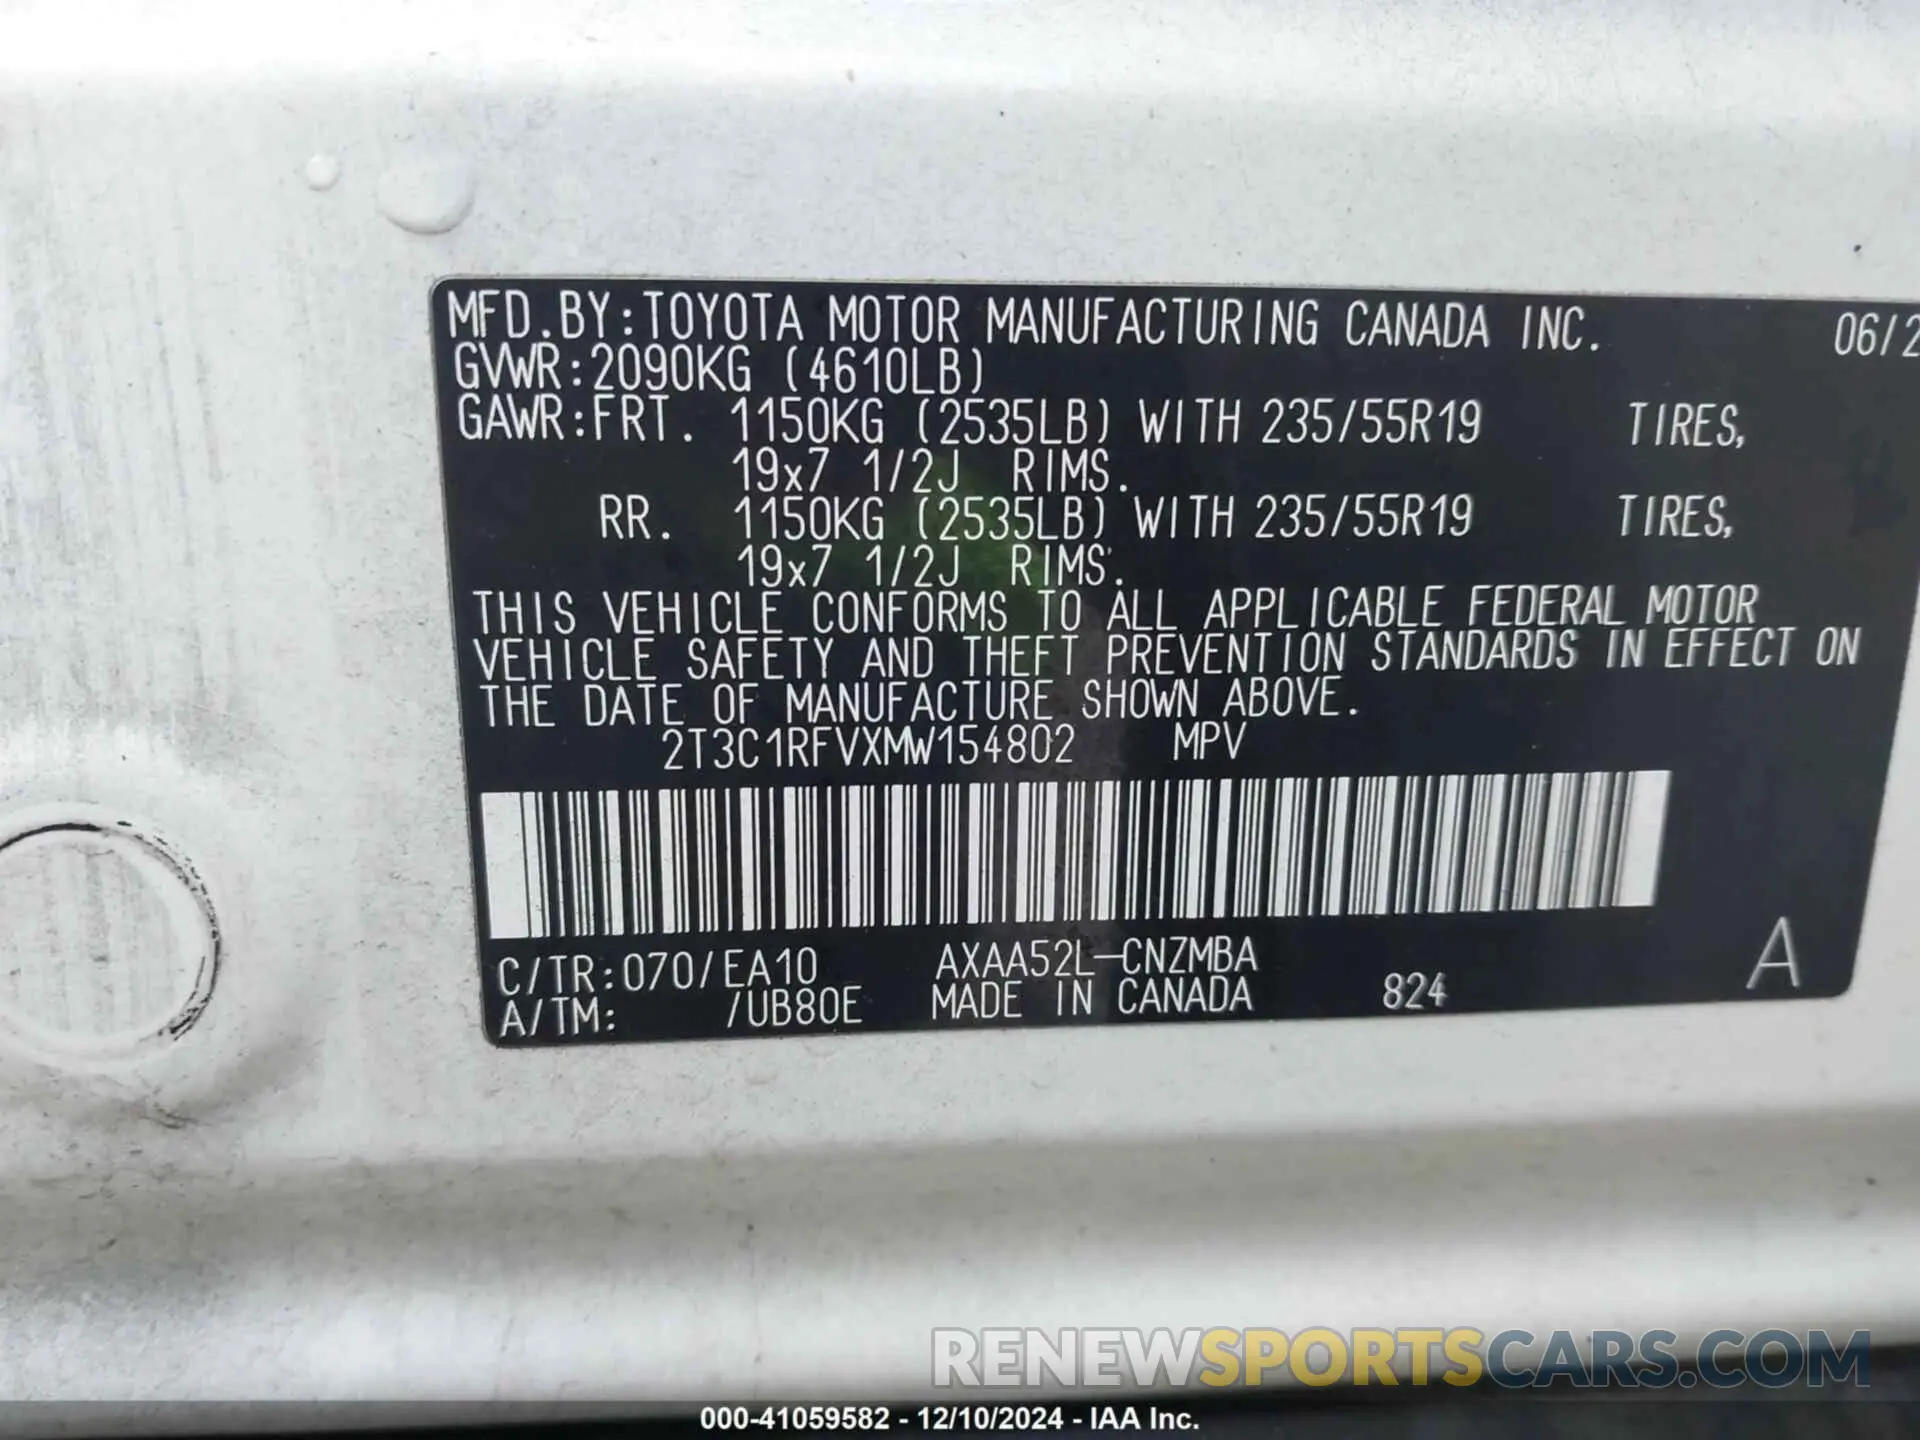 MFD.BY:TOYOTA MOTOR MANUFACTURING CANADA INC. 06/2
GVWR:2090KG (4610LB)
GAWR:FRT. 1150KG (2535LB) WITH 235/55R19 TIRES,
19x7 1/2J RIMS.
RR. 1150KG (2535LB) WITH 235/55R19 TIRES,
19x7 1/2J RIMS.
THIS VEHICLE CONFORMS TO ALL APPLICABLE FEDERAL MOTOR
VEHICLE SAFETY AND THEFT PREVENTION STANDARDS IN EFFECT ON
THE DATE OF MANUFACTURE SHOWN ABOVE.
2T3C1RFVXMW154802 MPV
C/TR:070/EA10 AXAA52L-CNZMBA
A/TM: /UB80E MADE IN CANADA 824 A
RENEWSPORTSCARS.COM
000-41059582 - 12/10/2024 - IAA Inc.